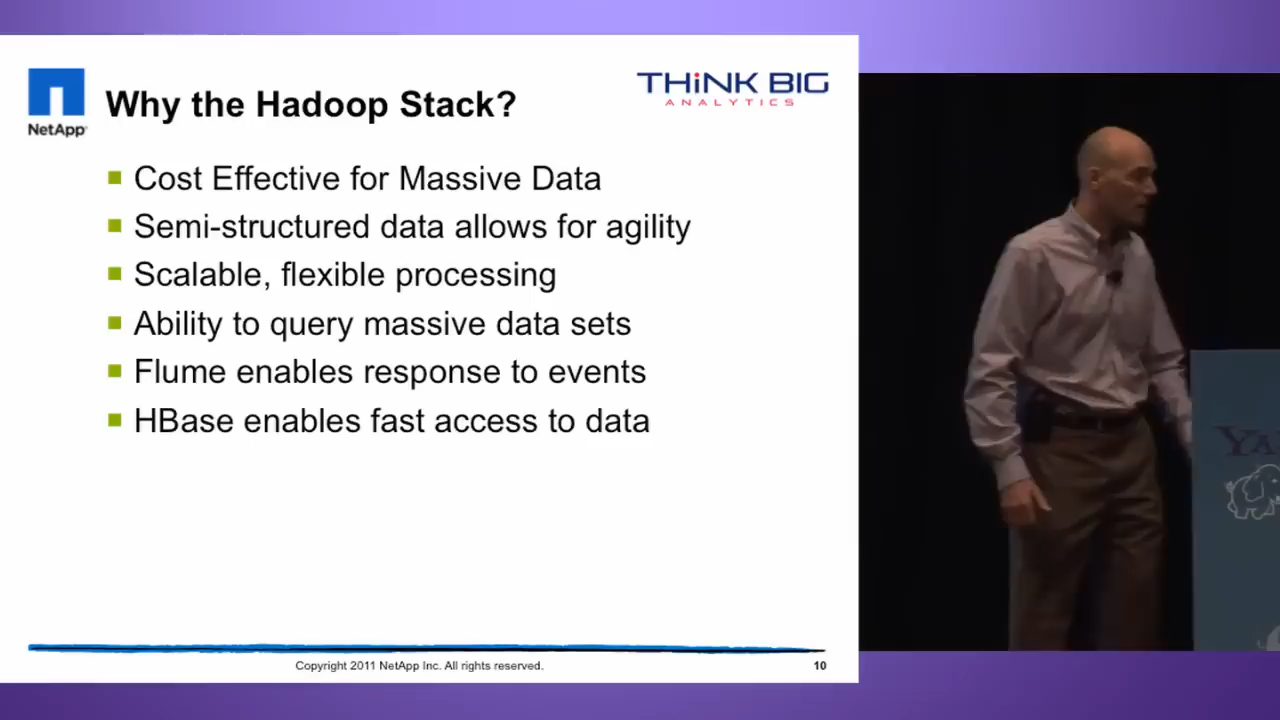 NetApp
Why the Hadoop Stack?
THiNK BIG
ANALYTICS
Cost Effective for Massive Data
Semi-structured data allows for agility
Scalable, flexible processing
Ability to query massive data sets
Flume enables response to events
HBase enables fast access to data
Copyright 2011 NetApp Inc. All rights reserved.
10